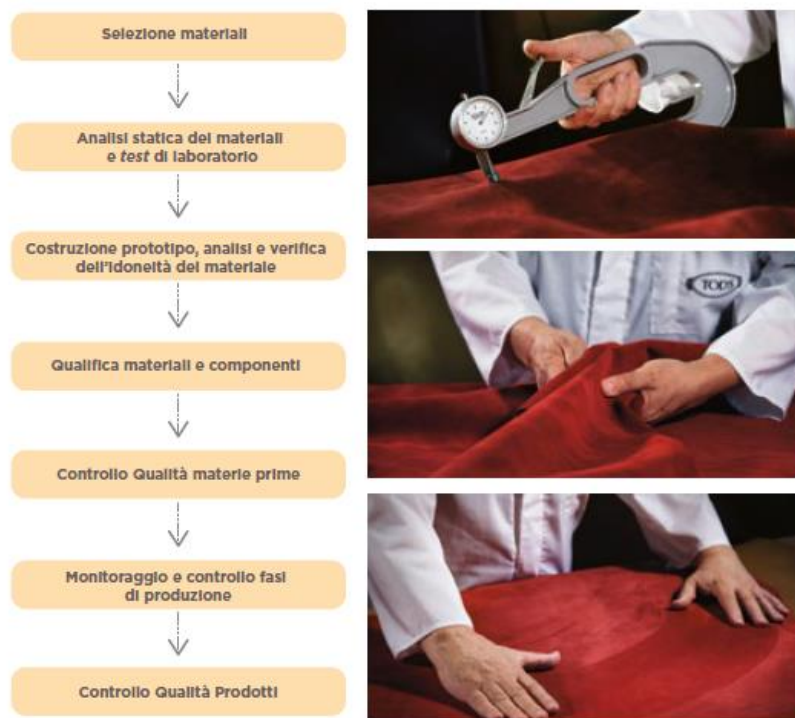 Selezione materiali
Analisi statica dei materiali
e test di laboratorio
Costruzione prototipo, analisi e verifica
dell'idoneità del materiale
Qualifica materiali e componenti
Controllo Qualità materie prime
Monitoraggio e controllo fasi
di produzione
Controllo Qualità Prodotti
TOD'S